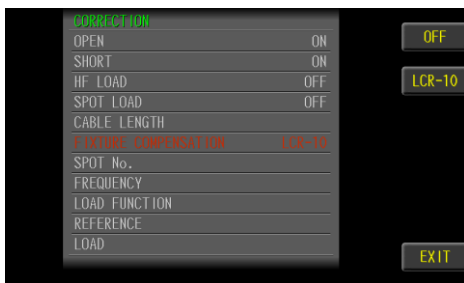 CORRECTION
OPEN ON
SHORT ON
HF LOAD OFF
SPOT LOAD OFF
CABLE LENGTH
FIXTURE COMPENSATION LCR-10
SPOT No.
FREQUENCY
LOAD FUNCTION
REFERENCE
LOAD
OFF
LCR-10
EXIT